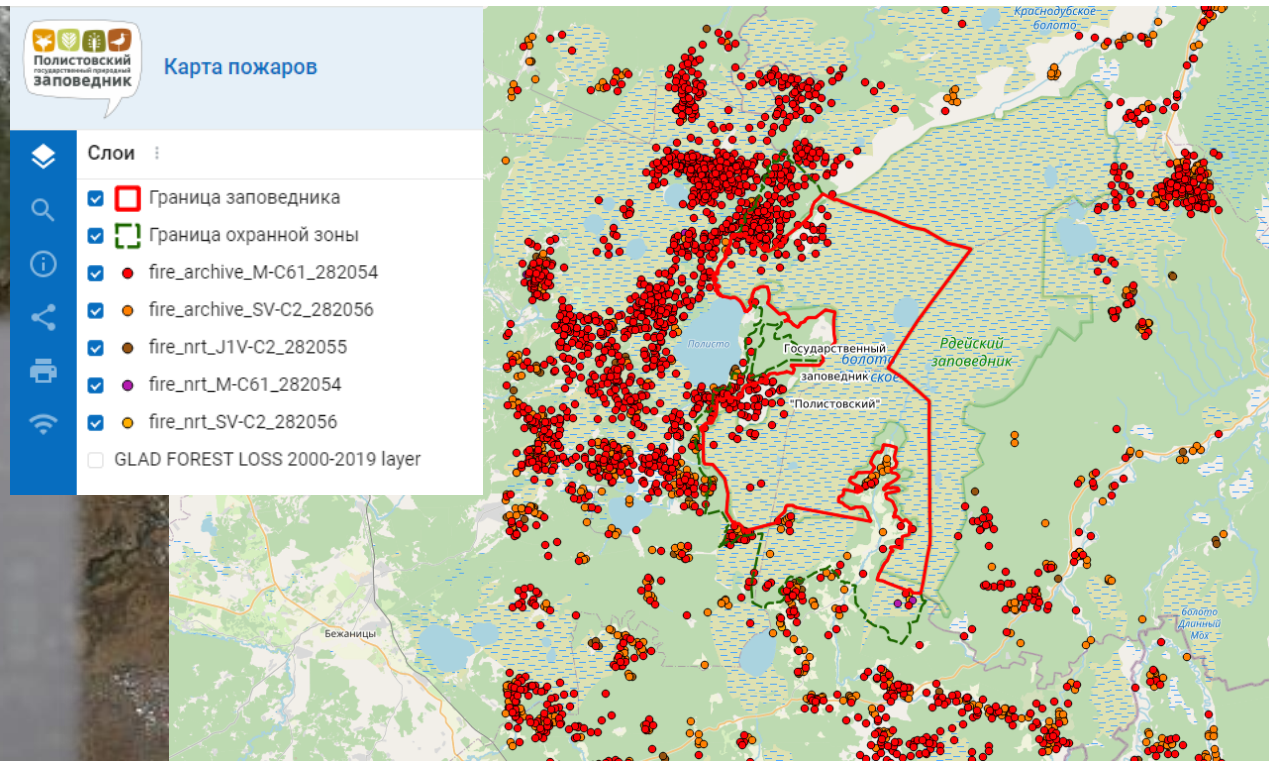 Полистовский
государственный природный
заповедник
Карта пожаров
Слои
Граница заповедника
Граница охранной зоны
fire_archive_M-C61_282054
fire_archive_SV-C2_282056
fire_nrt_J1V-C2_282055
fire_nrt_M-C61_282054
fire_nrt_SV-C2_282056
GLAD FOREST LOSS 2000-2019 layer
Краснодубское
болото
Полисто
Государственный
болото
заповедник ское
"Полистовский"
Рдейский
заповедник
Бежаницы
болото
Длинный
Мох